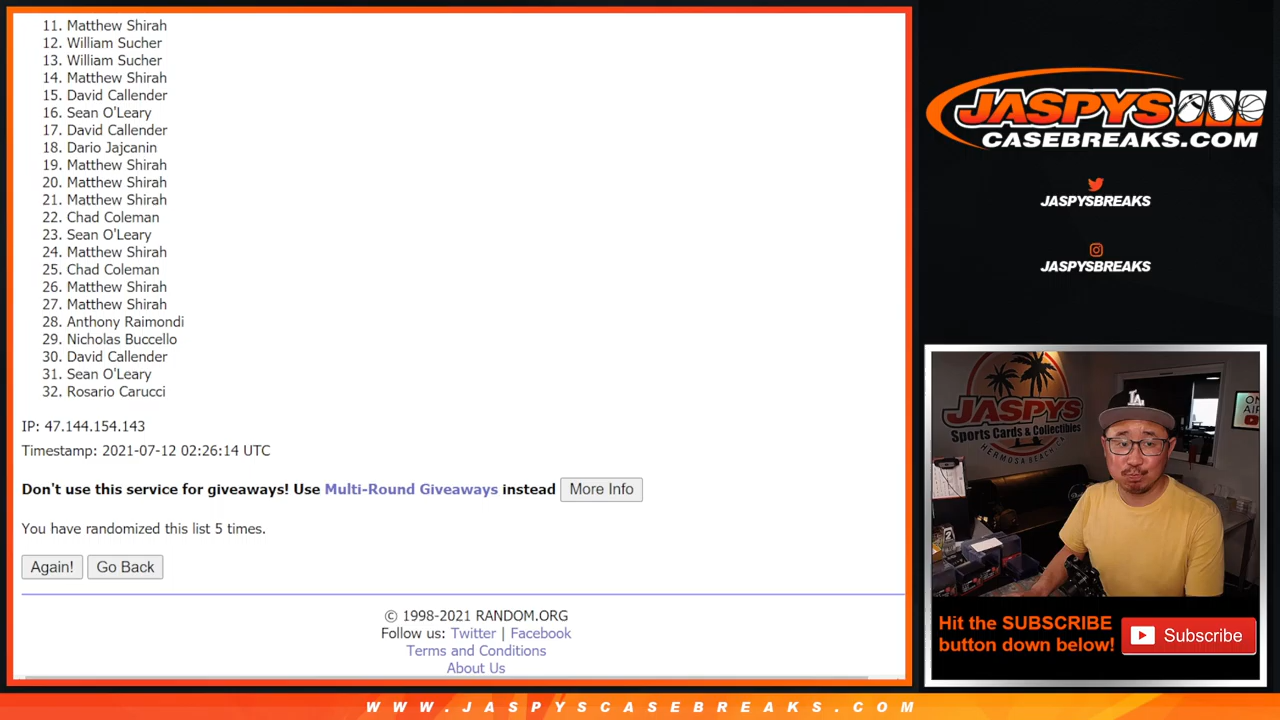 11. Matthew Shirah
12. William Sucher
13. William Sucher
14. Matthew Shirah
15. David Callender
16. Sean O'Leary
17. David Callender
18. Dario Jajcanin
19. Matthew Shirah
20. Matthew Shirah
21. Matthew Shirah
22. Chad Coleman
23. Sean O'Leary
24. Matthew Shirah
25. Chad Coleman
26. Matthew Shirah
27. Matthew Shirah
28. Anthony Raimondi
29. Nicholas Buccello
30. David Callender
31. Sean O'Leary
32. Rosario Carucci
IP: 47.144.154.143
Timestamp: 2021-07-12 02:26:14 UTC
Don't use this service for giveaways! Use Multi-Round Giveaways instead More Info
You have randomized this list 5 times.
Again! Go Back
© 1998-2021 RANDOM.ORG
Follow us: Twitter | Facebook
Terms and Conditions
About Us
JASPYS
CASEBREAKS.COM
JASPYSBREAKS
JASPYSBREAKS
JASPYS
Sports Cards & Collectibles
HERMOSA BEACH
LA
ON
AIR
Hit the SUBSCRIBE
button down below!
Subscribe
WWW.JASPYSCASEBREAKS.COM